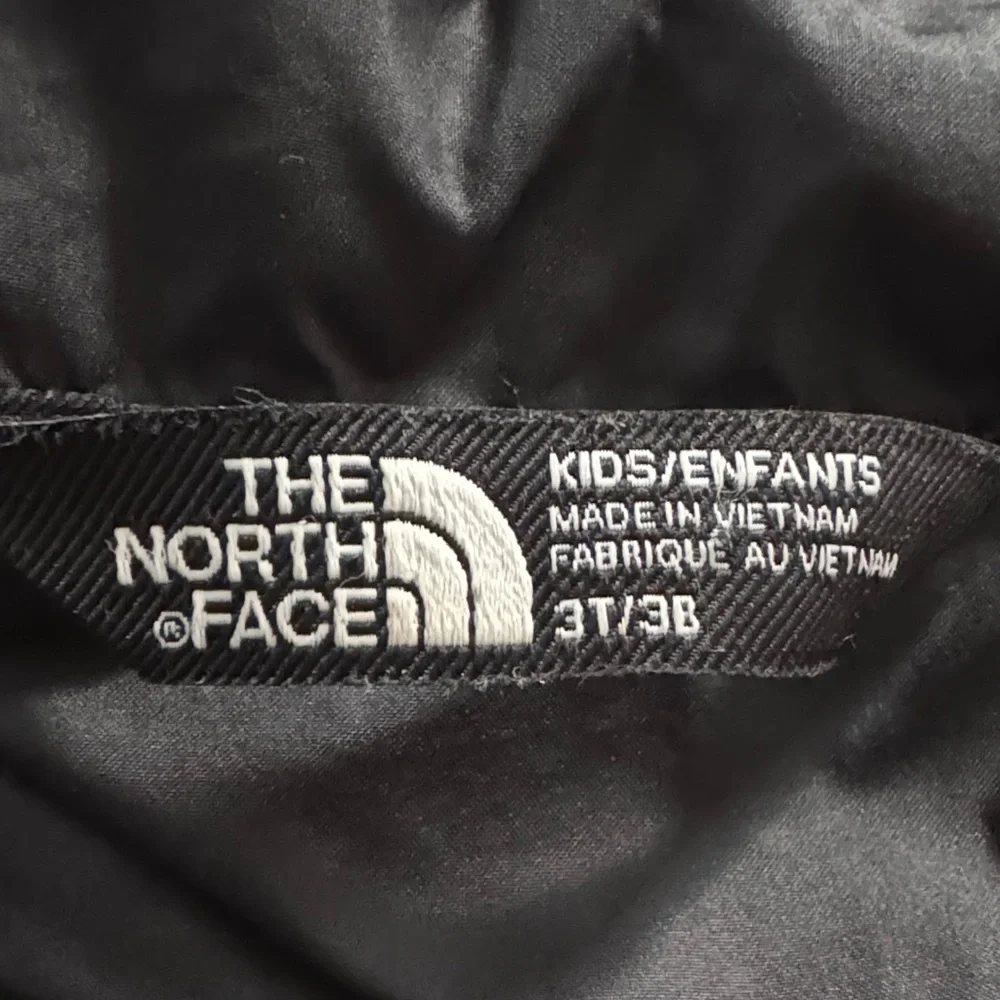 THE
NORTH
®FACE
KIDS/ENFANTS
MADE IN VIETNAM
FABRIQUÉ AU VIETNAM
3T/3B